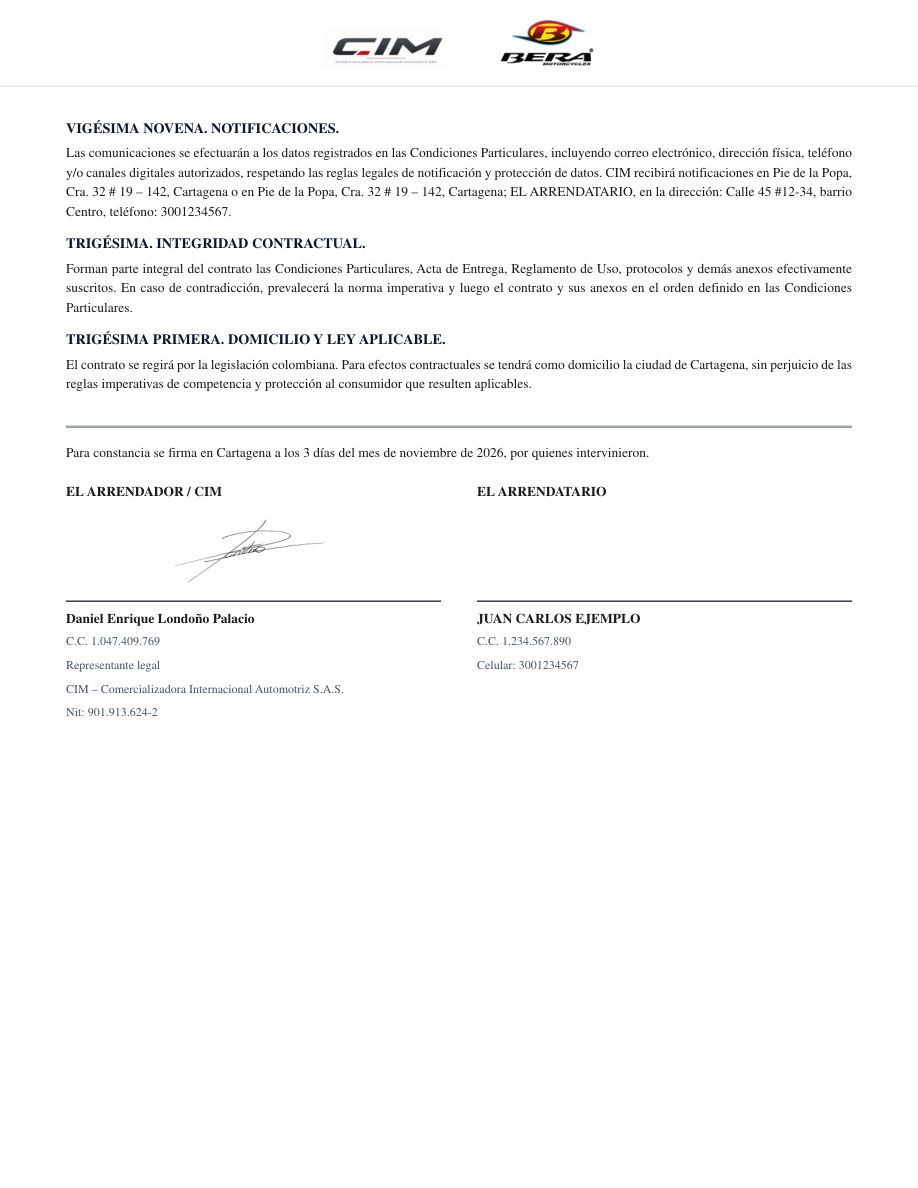 CIM
BERA
MOTORCYCLES
VIGÉSIMA NOVENA. NOTIFICACIONES.
Las comunicaciones se efectuarán a los datos registrados en las Condiciones Particulares, incluyendo correo electrónico, dirección física, teléfono
y/o canales digitales autorizados, respetando las reglas legales de notificación y protección de datos. CIM recibirá notificaciones en Pie de la Popa,
Cra. 32 # 19 – 142, Cartagena o en Pie de la Popa, Cra. 32 # 19 – 142, Cartagena; EL ARRENDATARIO, en la dirección: Calle 45 #12-34, barrio
Centro, teléfono: 3001234567.
TRIGÉSIMA. INTEGRIDAD CONTRACTUAL.
Forman parte integral del contrato las Condiciones Particulares, Acta de Entrega, Reglamento de Uso, protocolos y demás anexos efectivamente
suscritos. En caso de contradicción, prevalecerá la norma imperativa y luego el contrato y sus anexos en el orden definido en las Condiciones
Particulares.
TRIGÉSIMA PRIMERA. DOMICILIO Y LEY APLICABLE.
El contrato se regirá por la legislación colombiana. Para efectos contractuales se tendrá como domicilio la ciudad de Cartagena, sin perjuicio de las
reglas imperativas de competencia y protección al consumidor que resulten aplicables.
Para constancia se firma en Cartagena a los 3 días del mes de noviembre de 2026, por quienes intervinieron.
EL ARRENDADOR / CIM
EL ARRENDATARIO
Daniel Enrique Londoño Palacio
C.C. 1.047.409.769
Representante legal
CIM – Comercializadora Internacional Automotriz S.A.S.
Nit: 901.913.624-2
JUAN CARLOS EJEMPLO
C.C. 1.234.567.890
Celular: 3001234567